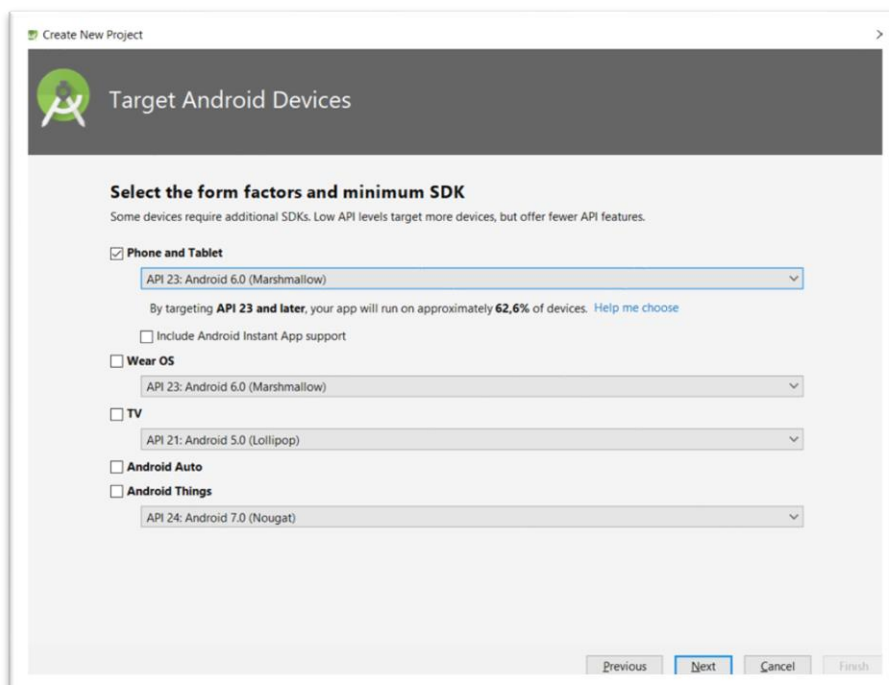 Create New Project
Target Android Devices
Select the form factors and minimum SDK
Some devices require additional SDKs. Low API levels target more devices, but offer fewer API features.
Phone and Tablet
API 23: Android 6.0 (Marshmallow)
By targeting API 23 and later, your app will run on approximately 62,6% of devices. Help me choose
Include Android Instant App support
Wear OS
API 23: Android 6.0 (Marshmallow)
TV
API 21: Android 5.0 (Lollipop)
Android Auto
Android Things
API 24: Android 7.0 (Nougat)
Previous Next Cancel Finish